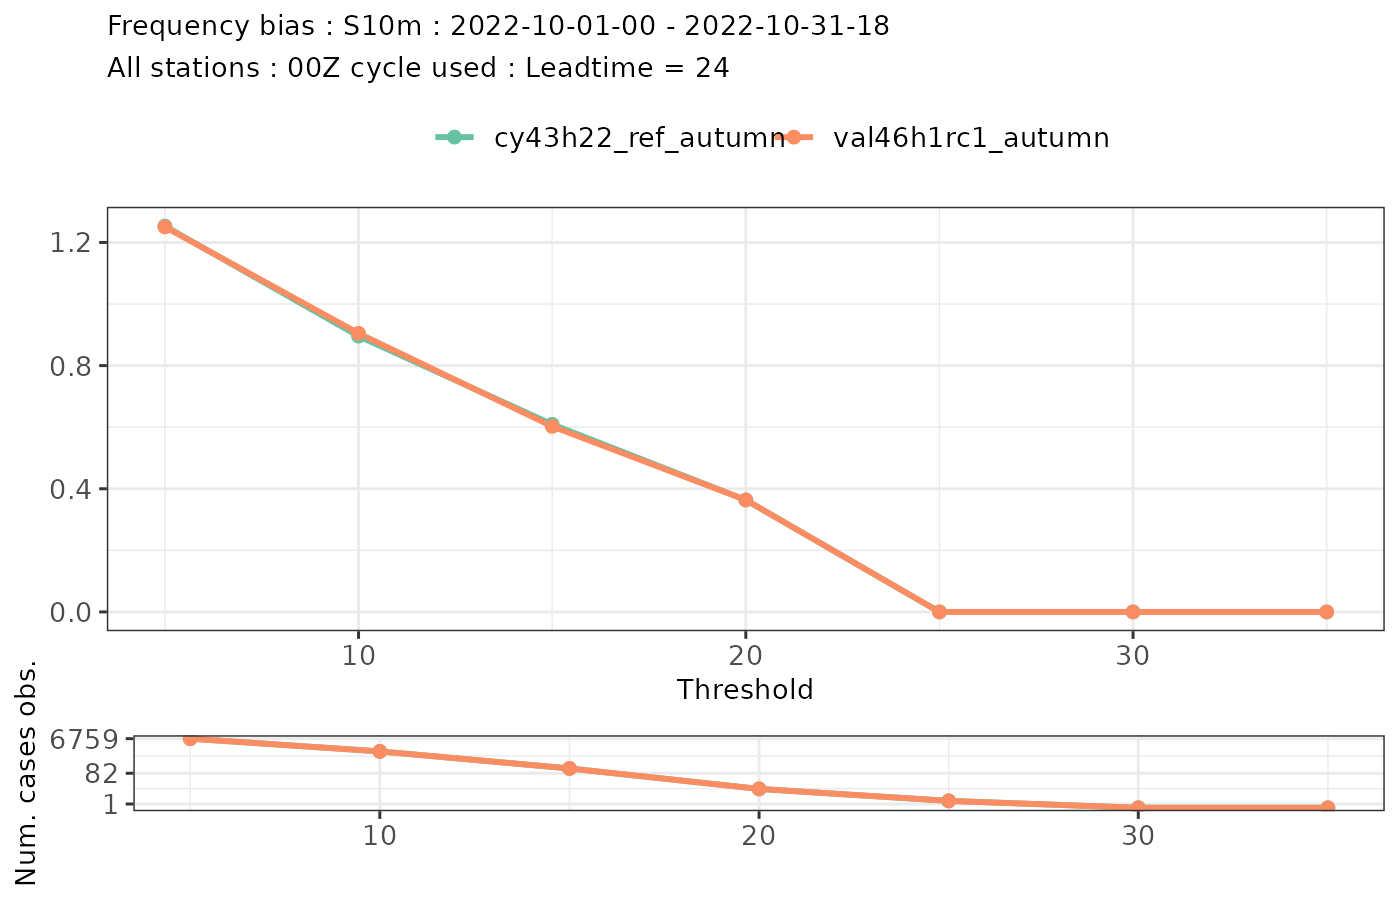 Frequency bias : S10m : 2022-10-01-00 - 2022-10-31-18
All stations : 00Z cycle used : Leadtime = 24
cy43h22_ref_autumn val46h1rc1_autumn
1.2
0.8
0.4
0.0
10 20 30
Threshold
Num. cases obs.
6759
82
1
10 20 30